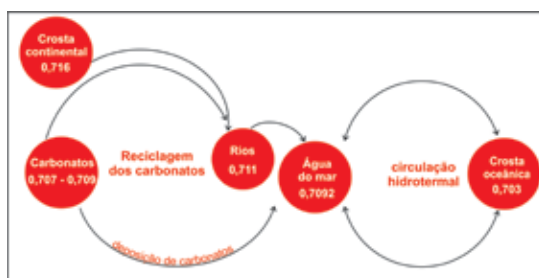 Crosta
continental
0,716
Carbonatos
0,707 - 0,709
Reciclagem
dos carbonatos
Rios
0,711
Água
do mar
0,7092
circulação
hidrotermal
Crosta
oceânica
0,703
deposição de carbonatos